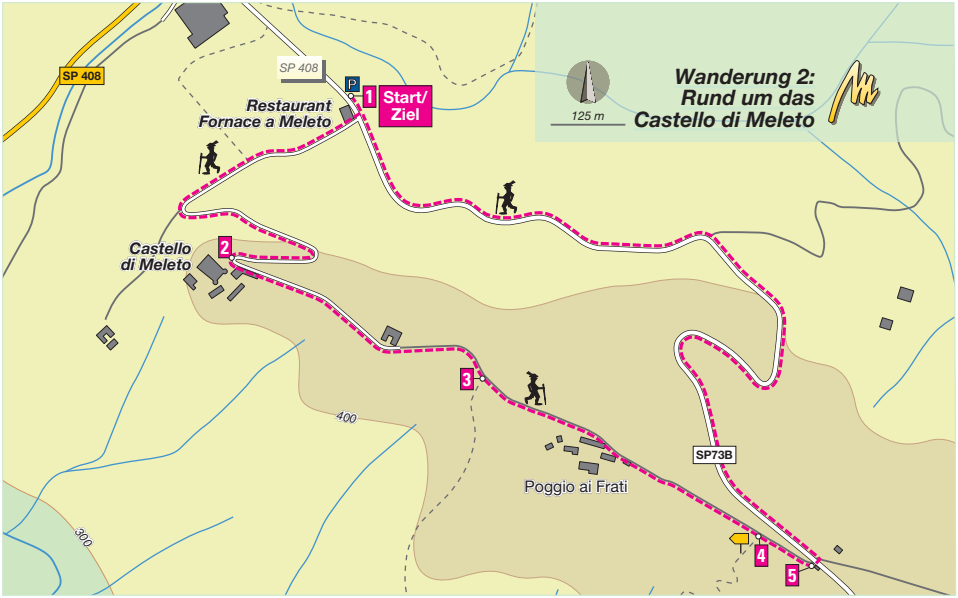 SP 408
SP 408
P
1
Start/
Ziel
Restaurant
Fornace a Meleto
125 m
Wanderung 2:
Rund um das
Castello di Meleto
Castello
di Meleto
2
3
400
SP73B
Poggio ai Frati
300
4
5